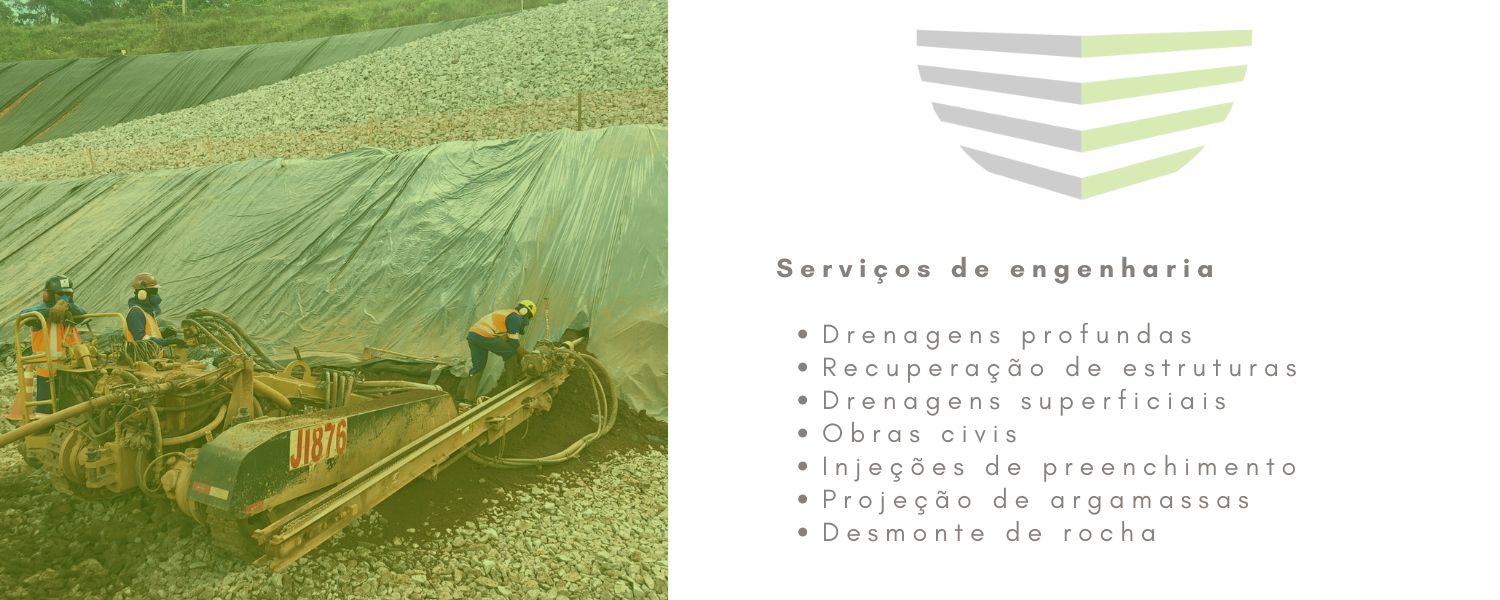 J1876
Serviços de engenharia
Drenagens profundas
Recuperação de estruturas
Drenagens superficiais
Obras civis
Injeções de preenchimento
Projeção de argamassas
Desmonte de rocha